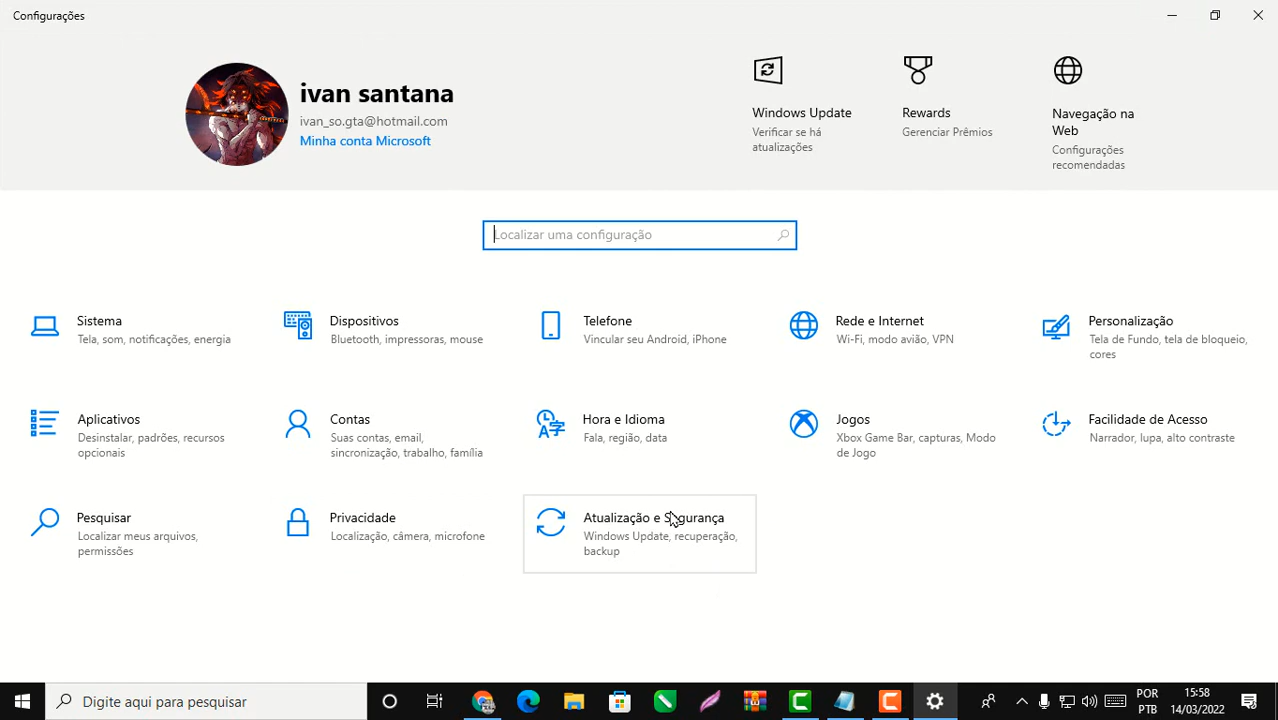 Configurações
ivan santana
ivan_so.gta@hotmail.com
Minha conta Microsoft
Windows Update
Verificar se há
atualizações
Rewards
Gerenciar Prêmios
Navegação na
Web
Configurações
recomendadas
Localizar uma configuração
Sistema
Tela, som, notificações, energia
Dispositivos
Bluetooth, impressoras, mouse
Telefone
Vincular seu Android, iPhone
Rede e Internet
Wi-Fi, modo avião, VPN
Personalização
Tela de Fundo, tela de bloqueio,
cores
Aplicativos
Desinstalar, padrões, recursos
opcionais
Contas
Suas contas, email,
sincronização, trabalho, família
Hora e Idioma
Fala, região, data
Jogos
Xbox Game Bar, capturas, Modo
de Jogo
Facilidade de Acesso
Narrador, lupa, alto contraste
Pesquisar
Localizar meus arquivos,
permissões
Privacidade
Localização, câmera, microfone
Atualização e Segurança
Windows Update, recuperação,
backup
Digite aqui para pesquisar
POR
PTB
15:58
14/03/2022